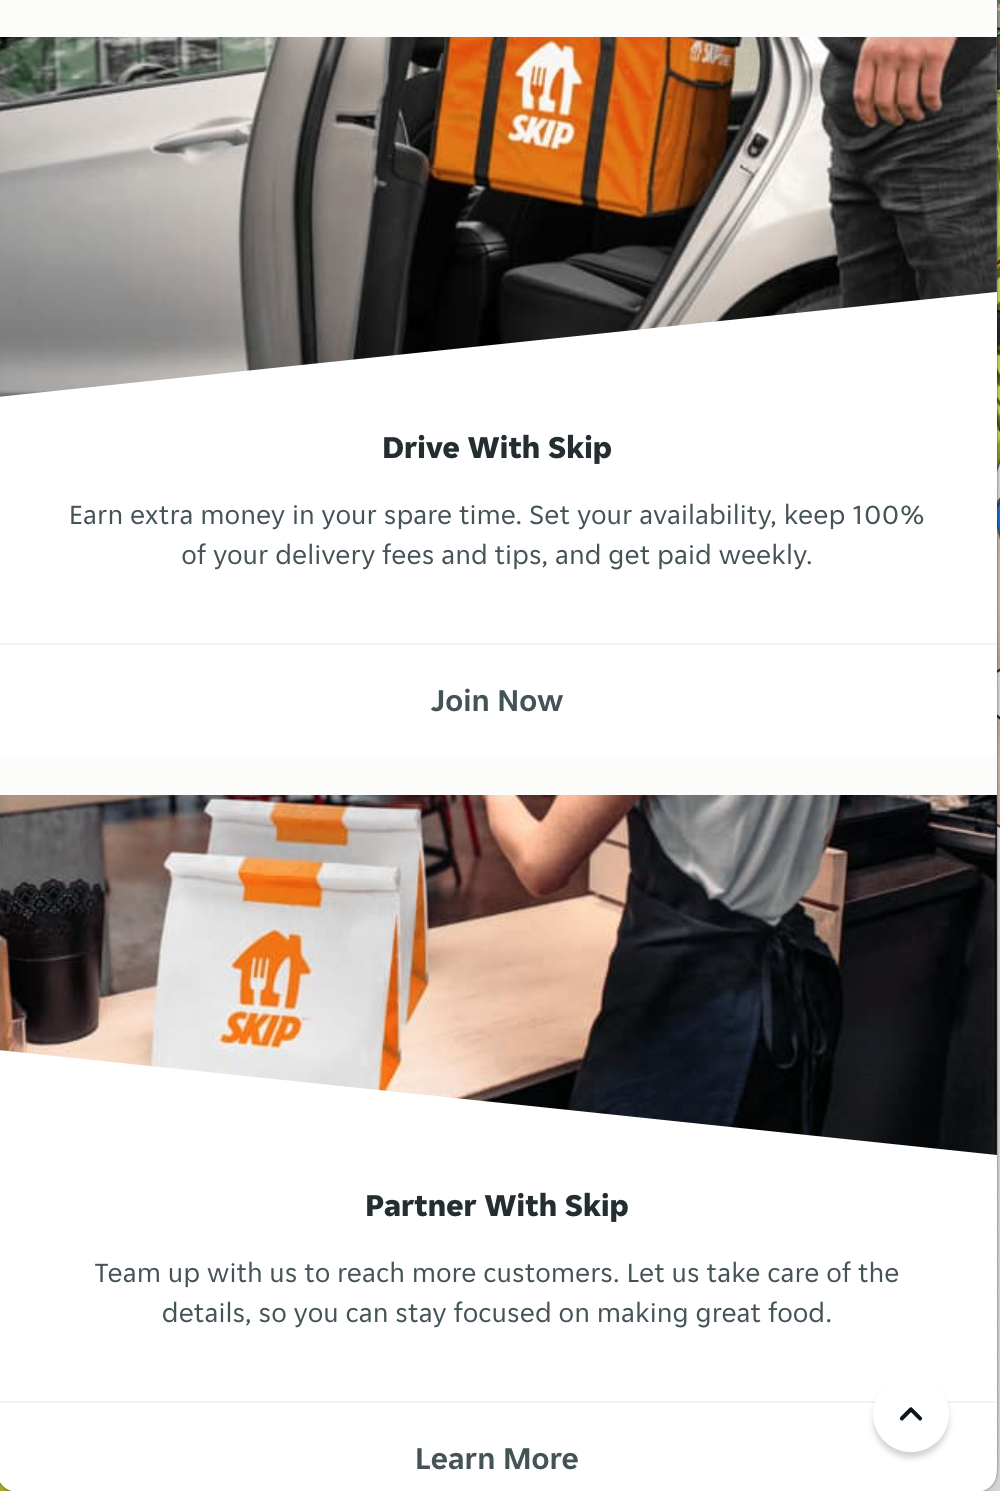 SKIP
SKIP
Drive With Skip
Earn extra money in your spare time. Set your availability, keep 100%
of your delivery fees and tips, and get paid weekly.
Join Now
SKIP
Partner With Skip
Team up with us to reach more customers. Let us take care of the
details, so you can stay focused on making great food.
Learn More